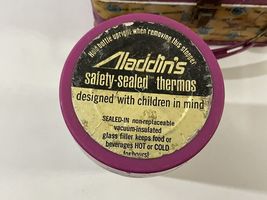 Hold bottle upright when removing this stopper
Aladdin's
safety-sealed™ thermos
designed with children in mind
SEALED-IN non-replaceable
vacuum-insulated
glass filler keeps food or
beverages HOT or COLD
for hours!